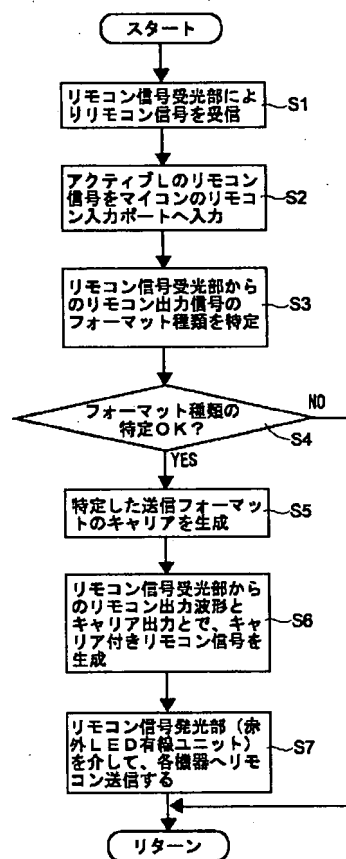 スタート
リモコン信号受光部によ
りリモコン信号を受信
S1
アクティブLのリモコン
信号をマイコンのリモコ
ン入力ポートへ入力
S2
リモコン信号受光部から
のリモコン出力信号の
フォーマット種類を特定
S3
フォーマット種類の
特定OK?
NO
S4
YES
特定した送信フォーマッ
トのキャリアを生成
S5
リモコン信号受光部から
のリモコン出力波形と
キャリア出力とで、キャ
リア付きリモコン信号を
生成
S6
リモコン信号発光部(赤
外LED有線ユニット)
を介して、各機器へリモ
コン送信する
S7
リターン